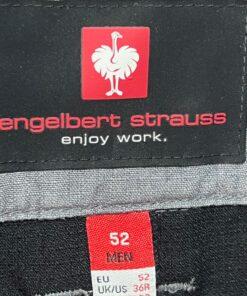 engelbert strauss
enjoy work.
52
MEN
EU 52
UK/US 36R